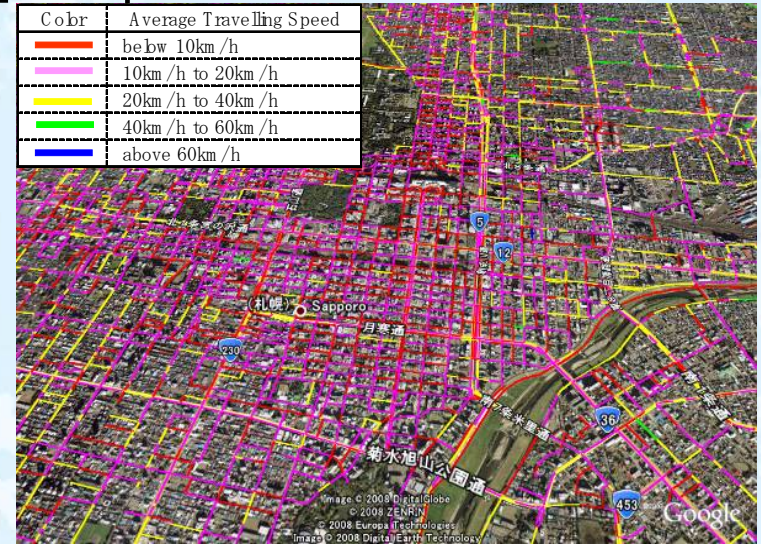 Color Average Travelling Speed
below 10km/h
10km/h to 20km/h
20km/h to 40km/h
40km/h to 60km/h
above 60km/h
5
12
(札幌)
Sapporo
月寒通
230
36
菊水旭山公園通
453
Image © 2008 DigitalGlobe
© 2008 ZENRIN
© 2008 Europa Technologies
Image © 2008 Digital Earth Technology
Google